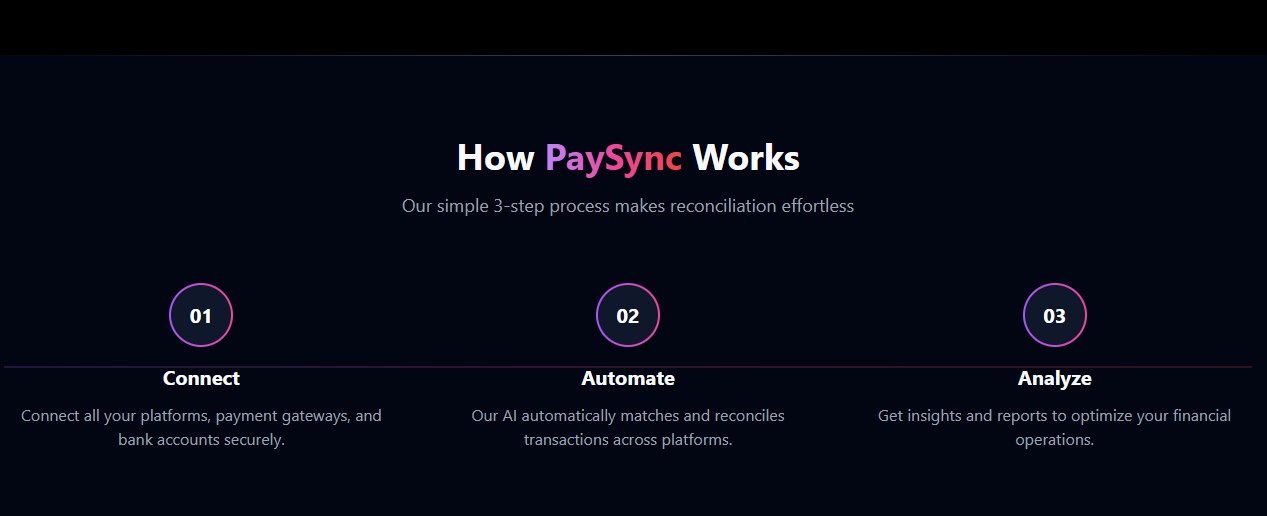 How PaySync Works
Our simple 3-step process makes reconciliation effortless
01
Connect
Connect all your platforms, payment gateways, and
bank accounts securely.
02
Automate
Our AI automatically matches and reconciles
transactions across platforms.
03
Analyze
Get insights and reports to optimize your financial
operations.